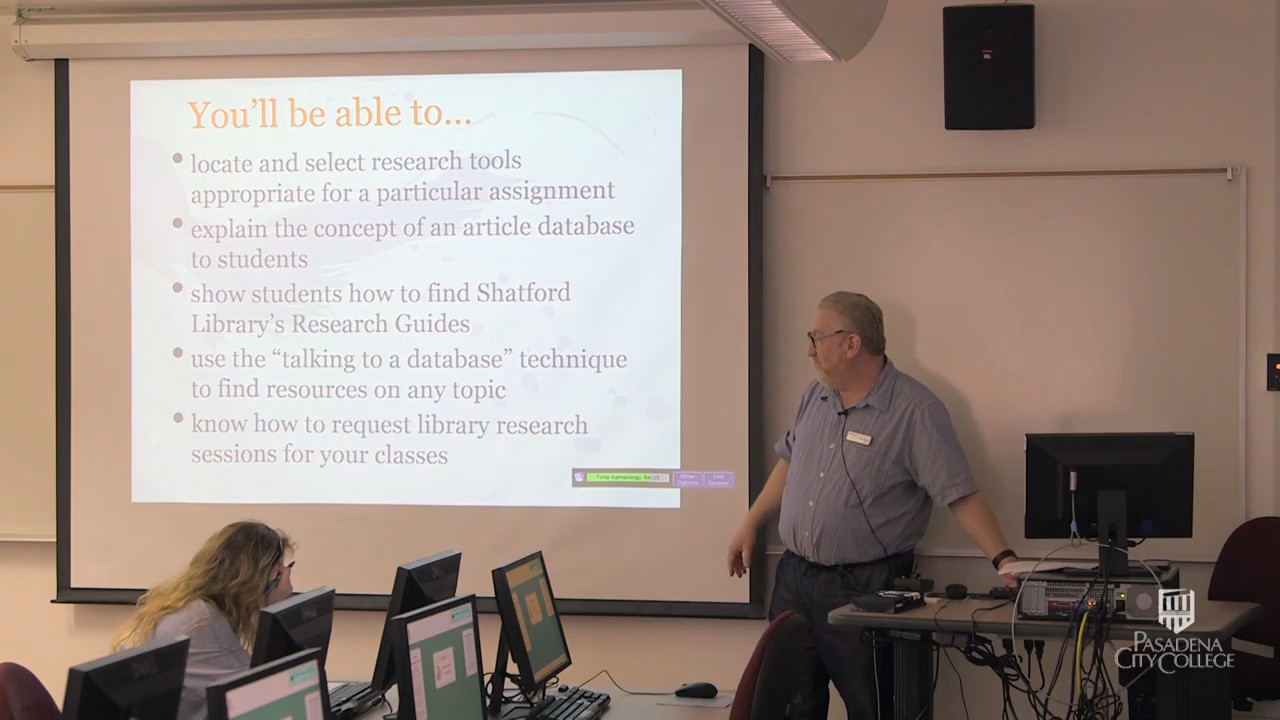 You'll be able to...
• locate and select research tools
appropriate for a particular assignment
• explain the concept of an article database
to students
• show students how to find Shatford
Library's Research Guides
• use the “talking to a database” technique
to find resources on any topic
• know how to request library research
sessions for your classes
Time Remaining:
Other
Options
End
Session
DELL
PASADENA
CITY COLLEGE